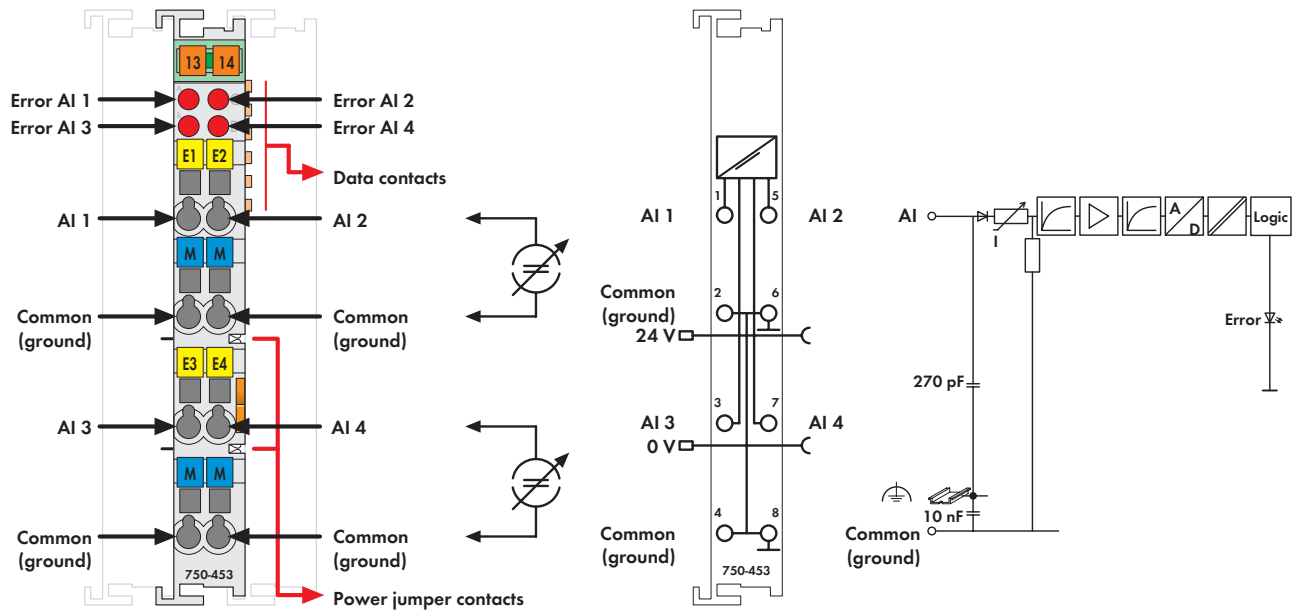 13 14
Error AI 1
Error AI 2
Error AI 3
Error AI 4
E1 E2
Data contacts
AI 1
AI 2
M M
Common
(ground)
Common
(ground)
E3 E4
AI 3
AI 4
M M
Common
(ground)
Common
(ground)
750-453
Power jumper contacts
1 5
AI 1
AI 2
Common
(ground)
2 6
24 V
3 7
AI 3
AI 4
0 V
4 8
Common
(ground)
750-453
AI
I
A
D
Logic
Error
270 pF
10 nF
Common
(ground)